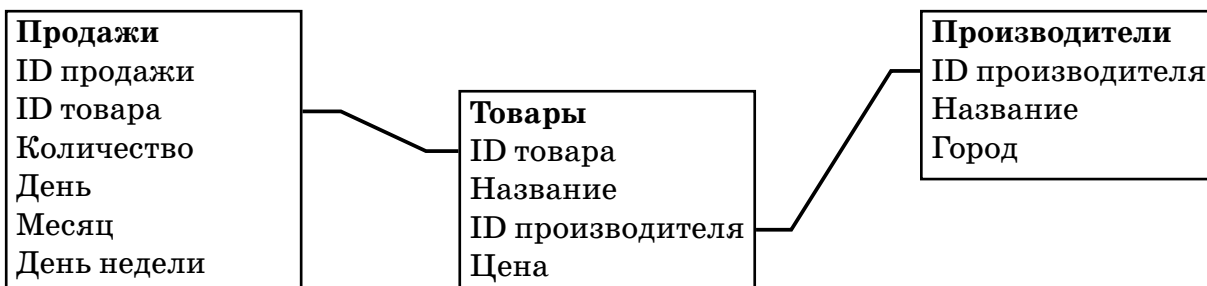 Продажи
ID продажи
ID товара
Количество
День
Месяц
День недели
Товары
ID товара
Название
ID производителя
Цена
Производители
ID производителя
Название
Город